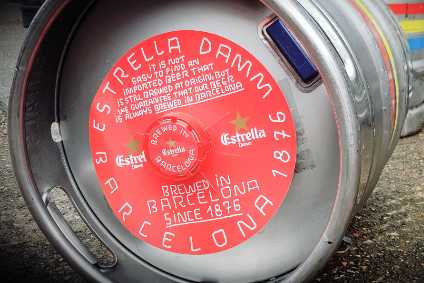 ESTRELLA DAMM
BARCELONA 1876
IT IS NOT
EASY TO FIND AN
IMPORTED BEER THAT
IS STILL BREWED AT ORIGIN, BUT
WE GUARANTEE THAT OUR BEER
IS ALWAYS BREWED IN BARCELONA
BREWED IN
Estrella
BARCELONA
Estrella
Damm
Estrella
Damm
BREWED IN
BARCELONA
SINCE 1876